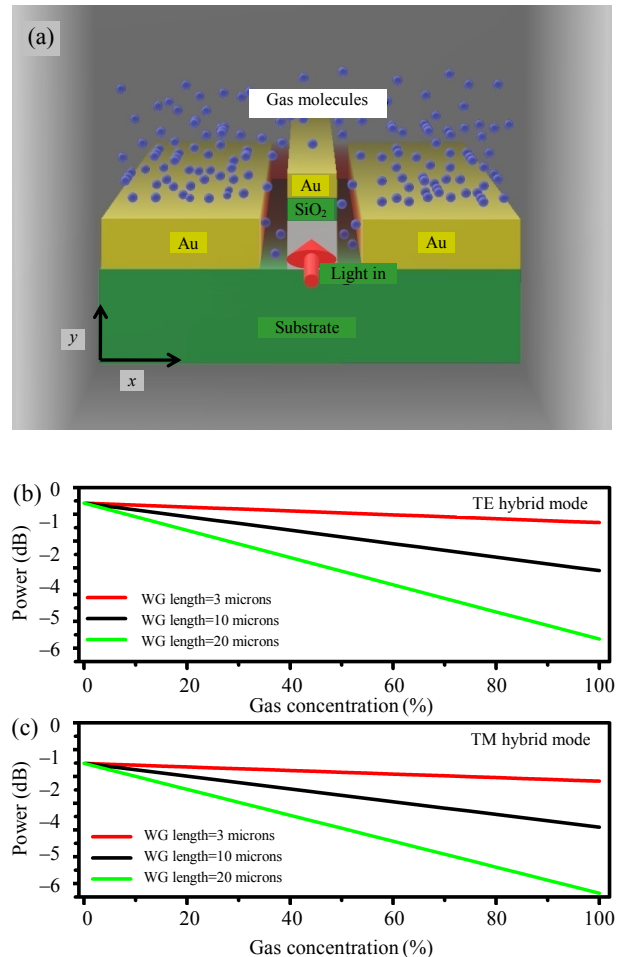 (a)
Gas molecules
Au
SiO₂
Au
Au
Light in
Substrate
y
x
(b)
TE hybrid mode
Power (dB)
0
–1
–2
–4
–5
–6
WG length=3 microns
WG length=10 microns
WG length=20 microns
0 20 40 60 80 100
Gas concentration (%)
(c)
TM hybrid mode
Power (dB)
0
–1
–2
–4
–5
–6
WG length=3 microns
WG length=10 microns
WG length=20 microns
0 20 40 60 80 100
Gas concentration (%)